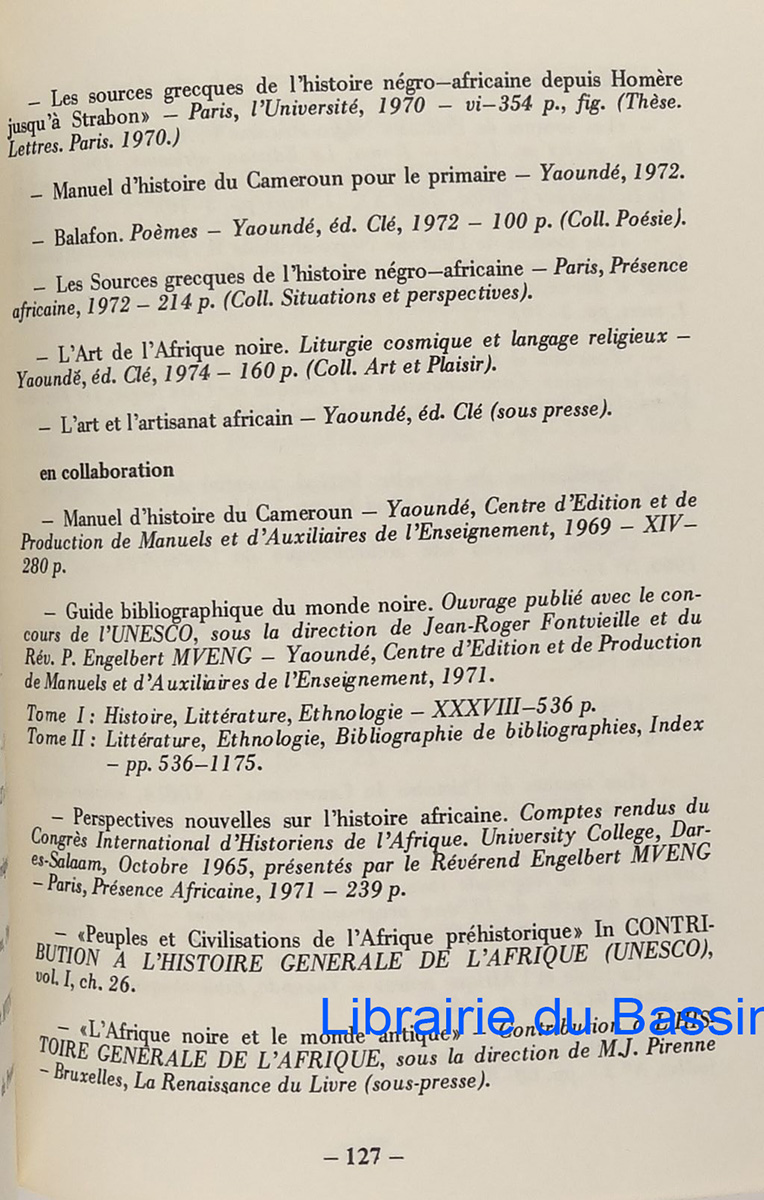 – Les sources grecques de l'histoire négro–africaine depuis Homère
jusqu'à Strabon» – Paris, l'Université, 1970 – vi–354 p., fig. (Thèse.
Lettres. Paris. 1970.)
– Manuel d'histoire du Cameroun pour le primaire – Yaoundé, 1972.
– Balafon. Poèmes – Yaoundé, éd. Clé, 1972 – 100 p. (Coll. Poésie).
– Les Sources grecques de l'histoire négro–africaine – Paris, Présence
africaine, 1972 – 214 p. (Coll. Situations et perspectives).
– L'Art de l'Afrique noire. Liturgie cosmique et langage religieux –
Yaoundé, éd. Clé, 1974 – 160 p. (Coll. Art et Plaisir).
– L'art et l'artisanat africain – Yaoundé, éd. Clé (sous presse).
en collaboration
– Manuel d'histoire du Cameroun – Yaoundé, Centre d'Edition et de
Production de Manuels et d'Auxiliaires de l'Enseignement, 1969 – XIV–
280 p.
– Guide bibliographique du monde noire. Ouvrage publié avec le con-
cours de l'UNESCO, sous la direction de Jean-Roger Fontvieille et du
Rév. P. Engelbert MVENG – Yaoundé, Centre d'Edition et de Production
de Manuels et d'Auxiliaires de l'Enseignement, 1971.
Tome I : Histoire, Littérature, Ethnologie – XXXVIII–536 p.
Tome II : Littérature, Ethnologie, Bibliographie de bibliographies, Index
– pp. 536–1175.
– Perspectives nouvelles sur l'histoire africaine. Comptes rendus du
Congrès International d'Historiens de l'Afrique. University College, Dar-
es-Salaam, Octobre 1965, présentés par le Révérend Engelbert MVENG
– Paris, Présence Africaine, 1971 – 239 p.
– «Peuples et Civilisations de l'Afrique préhistorique» In CONTRI-
BUTION A L'HISTOIRE GENERALE DE L'AFRIQUE (UNESCO),
vol. I, ch. 26.
Librairie du Bassin
– «L'Afrique noire et le monde antique» – Contribution à L'HIS-
TOIRE GENERALE DE L'AFRIQUE, sous la direction de M.J. Pirenne
– Bruxelles, La Renaissance du Livre (sous-presse).
– 127 –